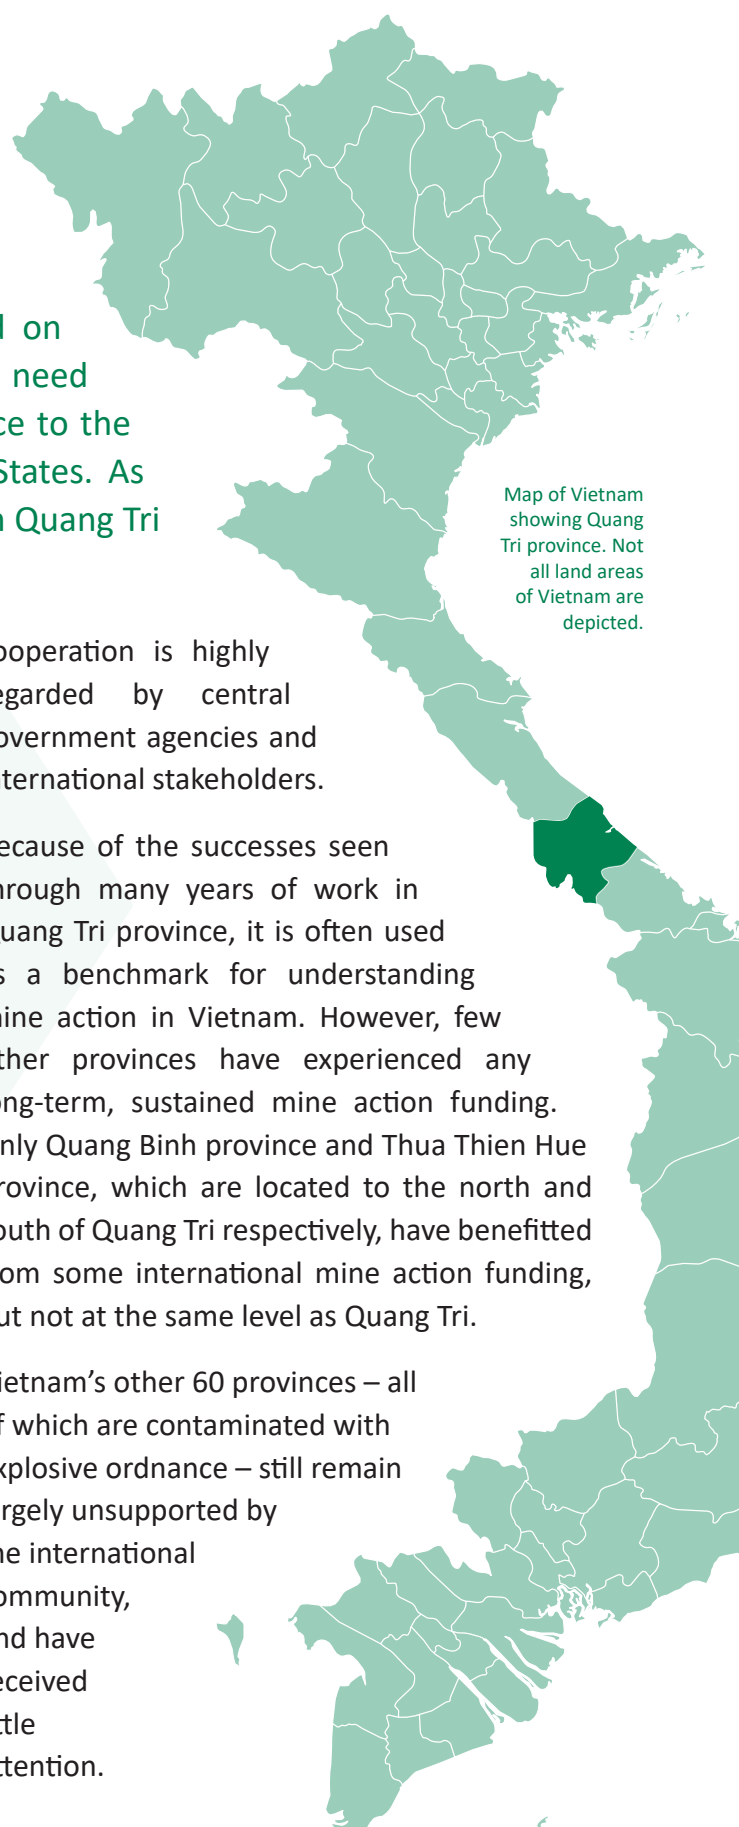 on
need
ce to the
States. As
Quang Tri
Map of Vietnam
showing Quang
Tri province. Not
all land areas
of Vietnam are
depicted.
ooperation is highly
egarded by central
overnment agencies and
nternational stakeholders.
ecause of the successes seen
hrough many years of work in
uang Tri province, it is often used
s a benchmark for understanding
ine action in Vietnam. However, few
ther provinces have experienced any
ong-term, sustained mine action funding.
nly Quang Binh province and Thua Thien Hue
rovince, which are located to the north and
outh of Quang Tri respectively, have benefitted
om some international mine action funding,
ut not at the same level as Quang Tri.
ietnam’s other 60 provinces – all
f which are contaminated with
xplosive ordnance – still remain
argely unsupported by
he international
ommunity,
nd have
eceived
ttle
ttention.